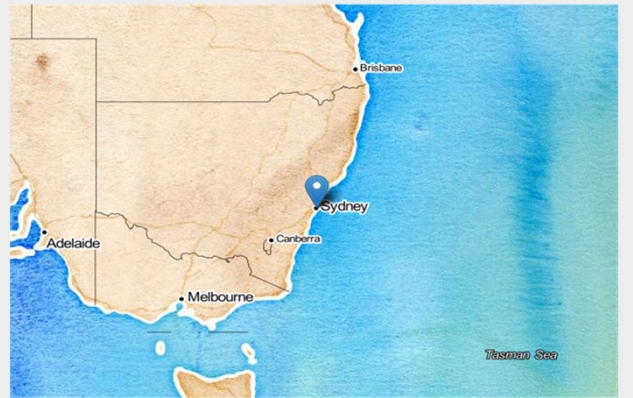 Brisbane
Sydney
Canberra
Adelaide
Melbourne
Tasman Sea